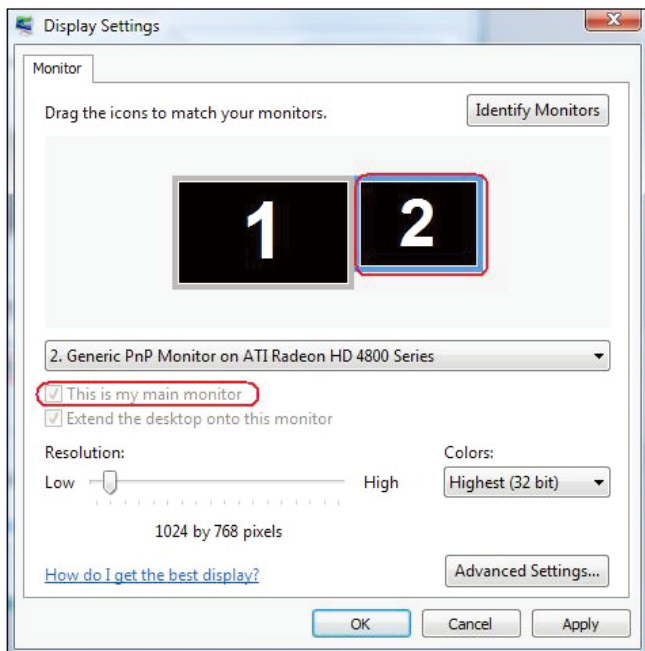 Display Settings
Monitor
Drag the icons to match your monitors.
Identify Monitors
1 2
2. Generic PnP Monitor on ATI Radeon HD 4800 Series
This is my main monitor
Extend the desktop onto this monitor
Resolution:
Colors:
Low High
Highest (32 bit)
1024 by 768 pixels
How do I get the best display?
Advanced Settings...
OK Cancel Apply